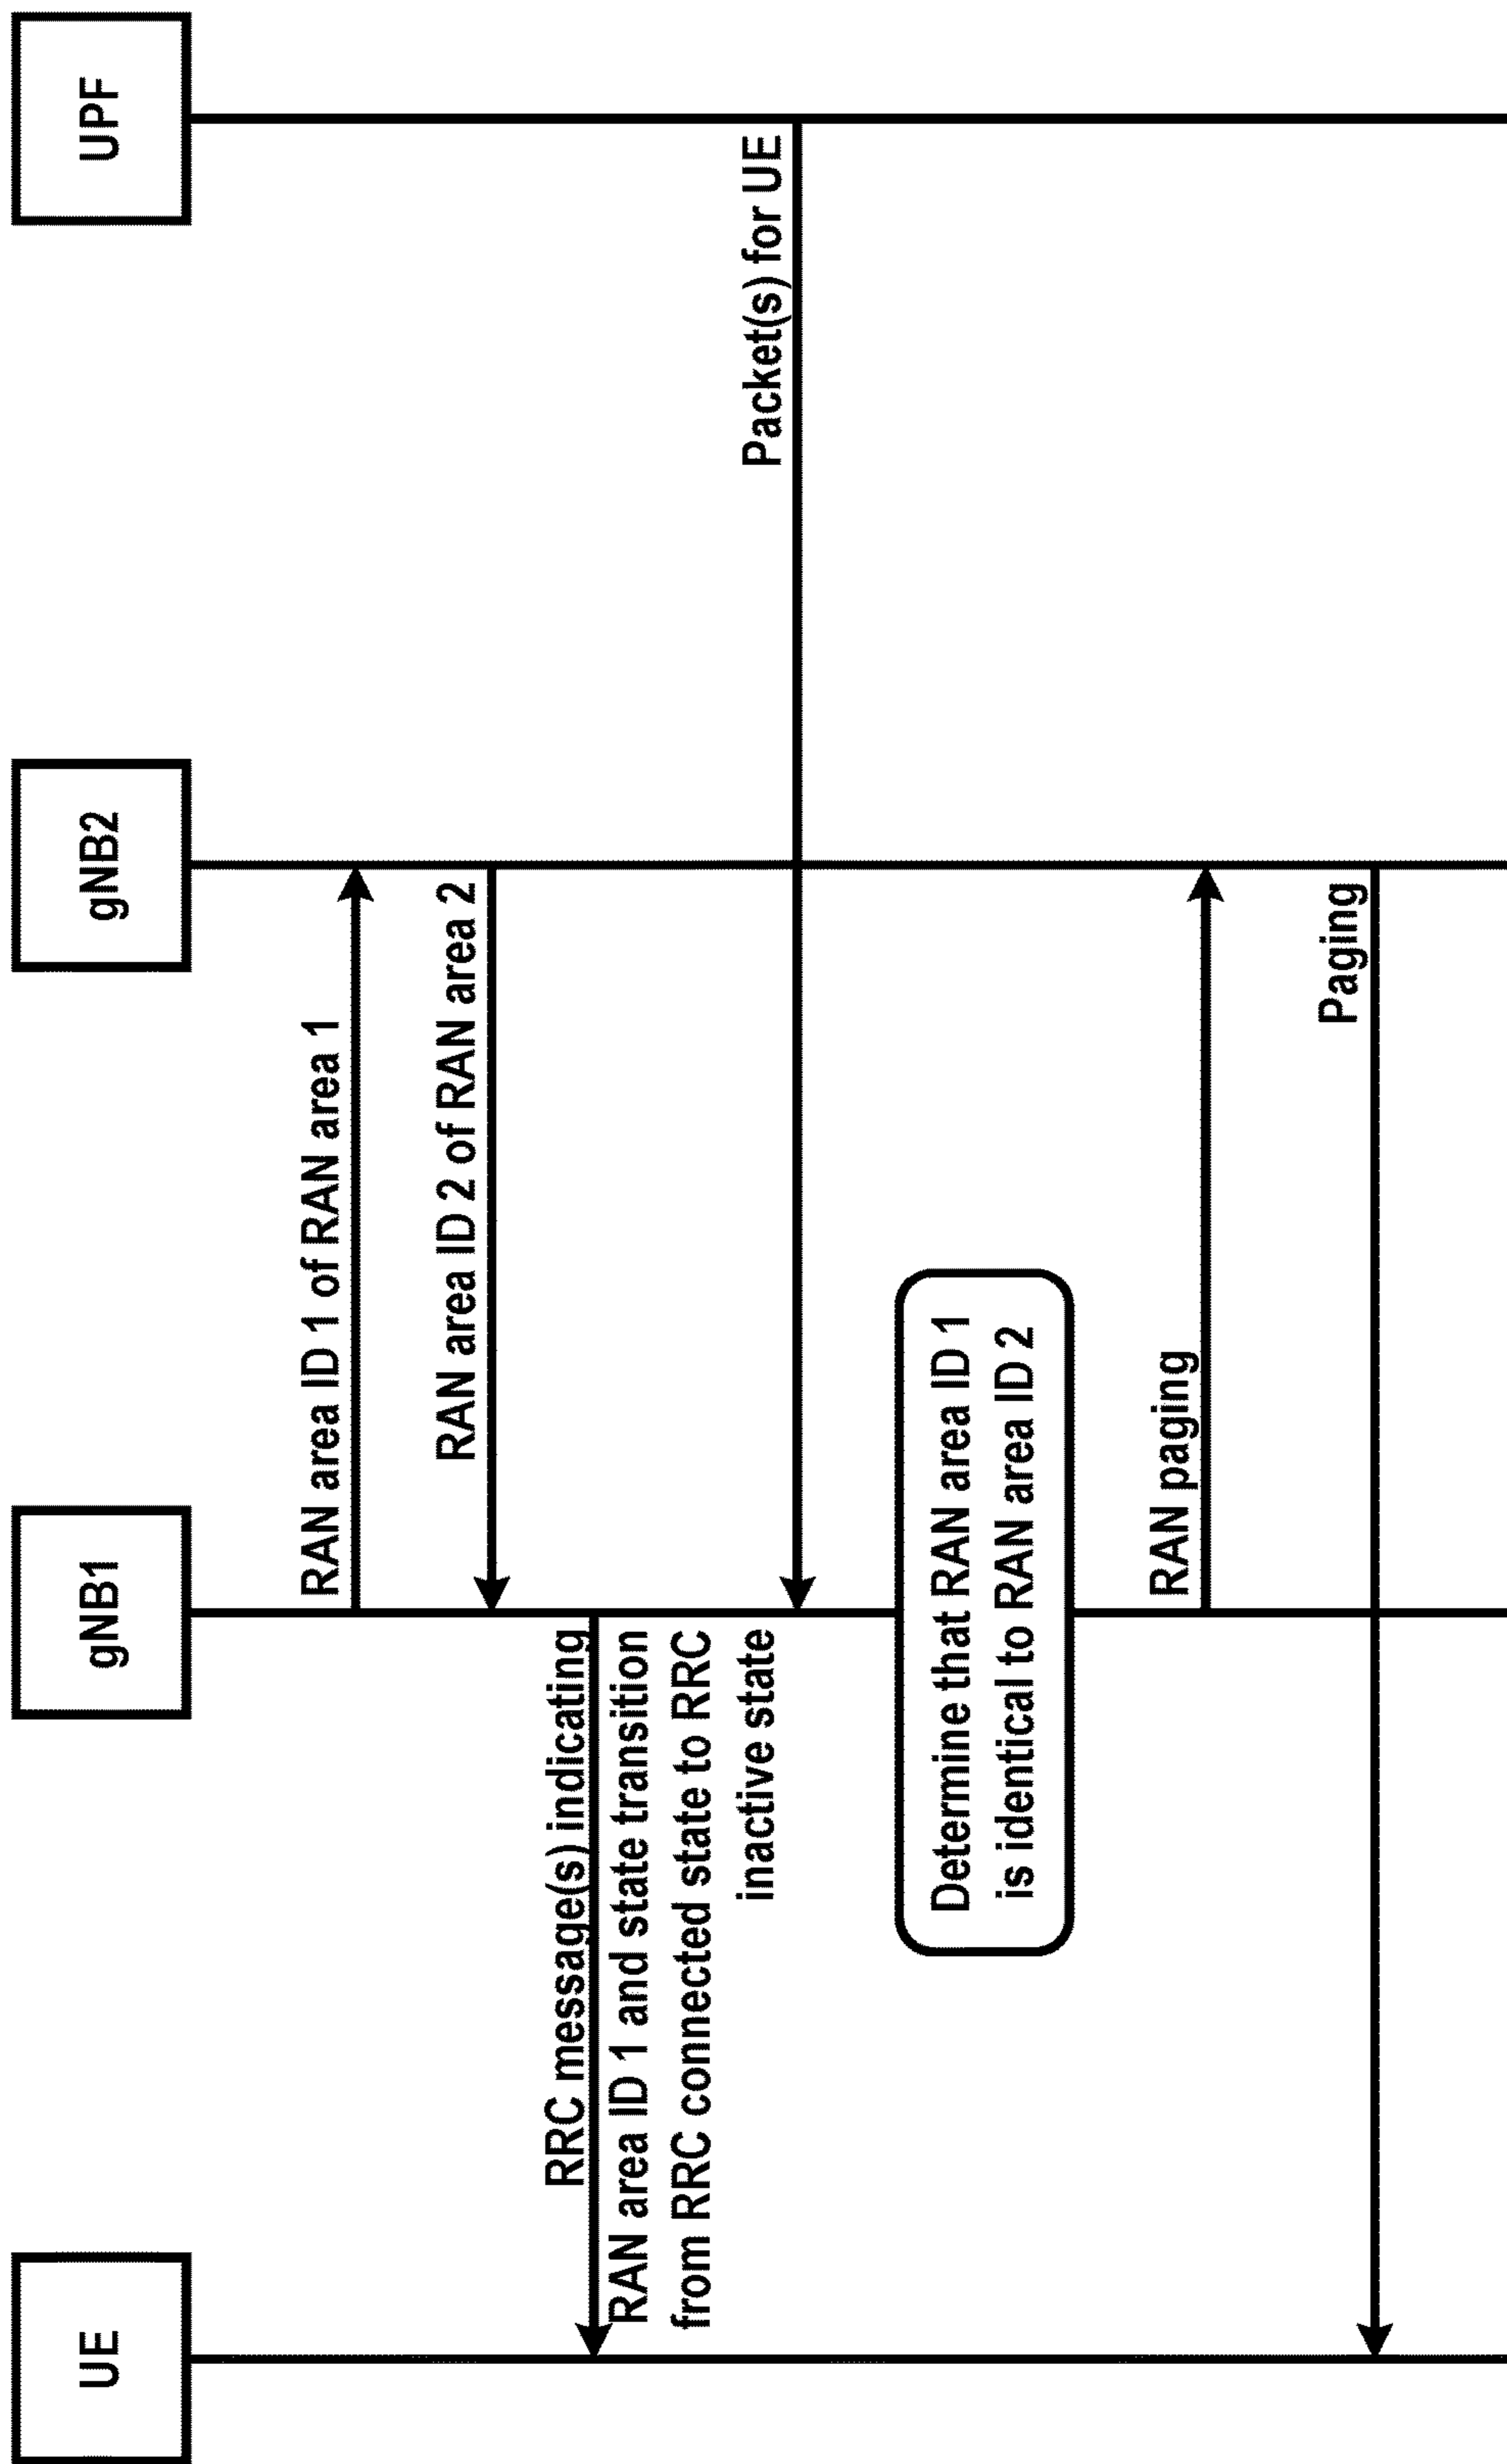 UE
gNB1
gNB2
UPF
RAN area ID 1 of RAN area 1
RAN area ID 2 of RAN area 2
RRC message(s) indicating
RAN area ID 1 and state transition
from RRC connected state to RRC
inactive state
Packet(s) for UE
Determine that RAN area ID 1
is identical to RAN area ID 2
RAN paging
Paging